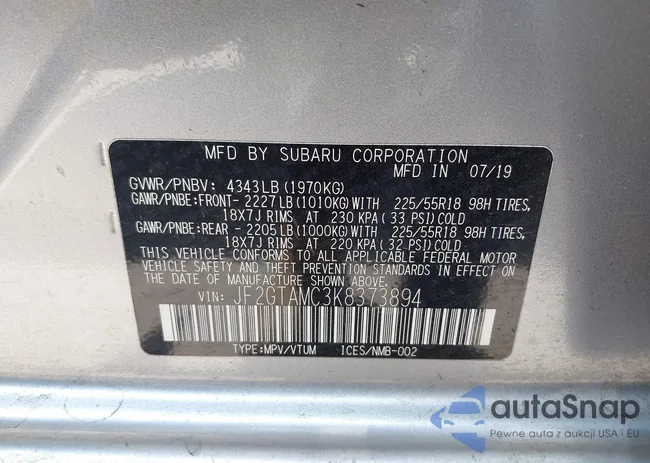 MFD BY SUBARU CORPORATION
MFD IN 07/19
GVWR/PNBV: 4343LB(1970KG)
GAWR/PNBE:FRONT- 2227LB(1010KG)WITH 225/55R18 98H TIRES,
18X7J RIMS AT 230 KPA(33 PSI)COLD
GAWR/PNBE:REAR - 2205LB(1000KG)WITH 225/55R18 98H TIRES,
18X7J RIMS AT 220 KPA(32 PSI)COLD
THIS VEHICLE CONFORMS TO ALL APPLICABLE FEDERAL MOTOR
VEHICLE SAFETY AND THEFT PREVENTION STANDARDS IN EFFECT ON
THE DATE OF MANUFACTURE SHOWN ABOVE.
VIN: JF2GTAMC3K8373894
TYPE:MPV/VTUM ICES/NMB-002
autoSnap
Pewne auta z aukcji USA i EU